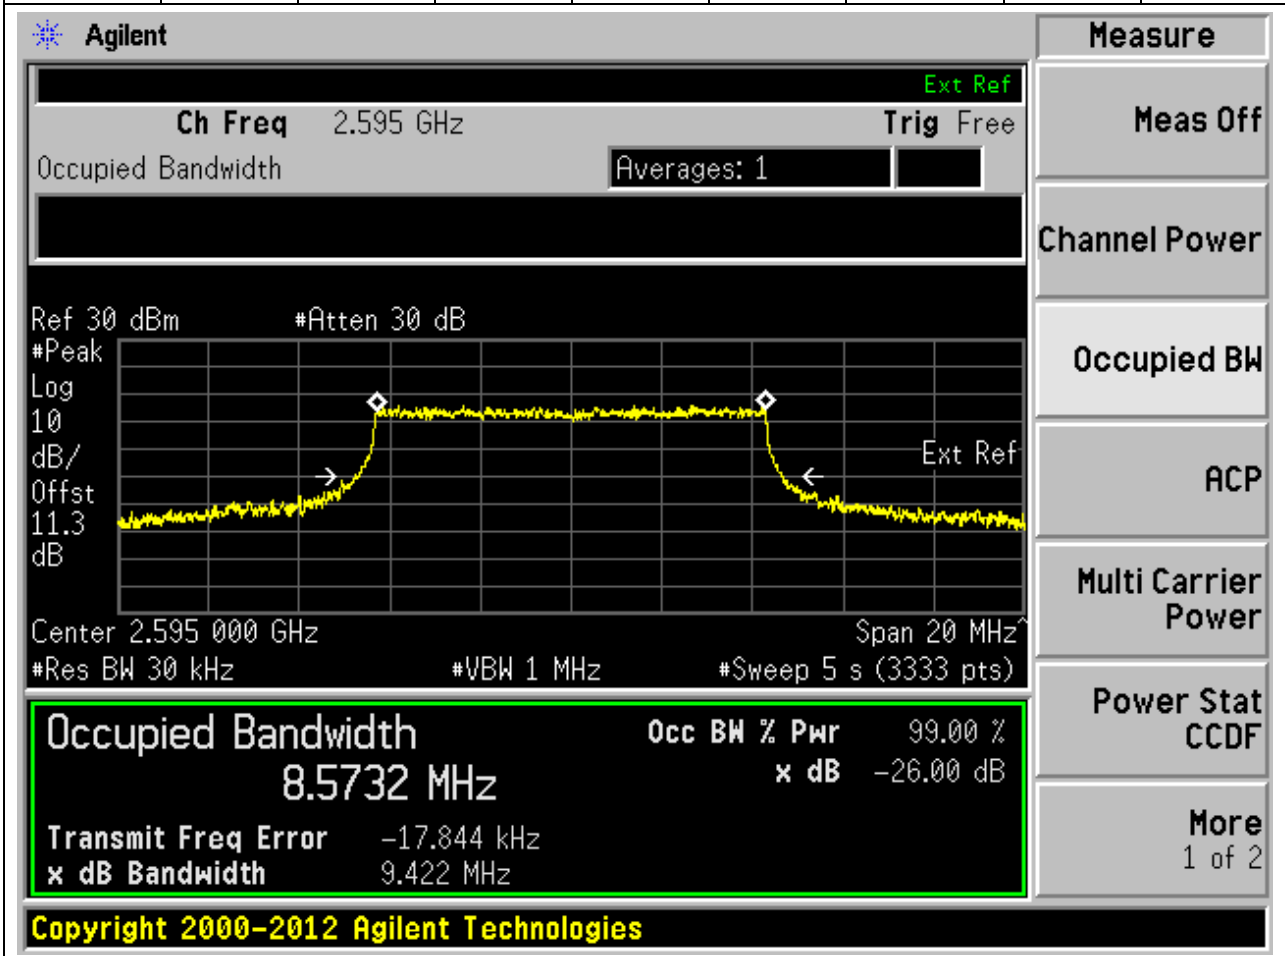 Agilent
Measure
Ext Ref
Ch Freq 2.595 GHz Trig Free
Meas Off
Occupied Bandwidth Averages: 1
Channel Power
Ref 30 dBm #Atten 30 dB
#Peak
Log
10
dB/
Offst
11.3
dB
Ext Ref
Occupied BW
ACP
Center 2.595 000 GHz Span 20 MHz^
#Res BW 30 kHz #VBW 1 MHz #Sweep 5 s (3333 pts)
Multi Carrier
Power
Occupied Bandwidth Occ BW % Pwr 99.00 %
8.5732 MHz x dB -26.00 dB
Power Stat
CCDF
Transmit Freq Error -17.844 kHz
x dB Bandwidth 9.422 MHz
More
1 of 2
Copyright 2000-2012 Agilent Technologies